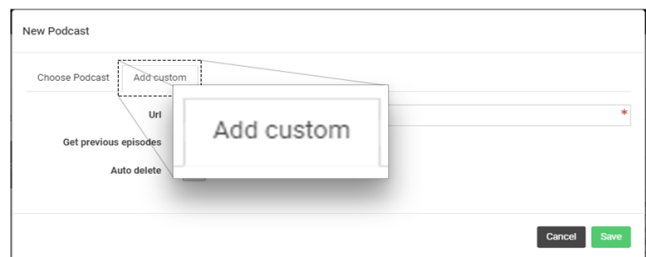 New Podcast
Choose Podcast Add custom
Url *
Add custom
Get previous episodes
Auto delete
Cancel Save